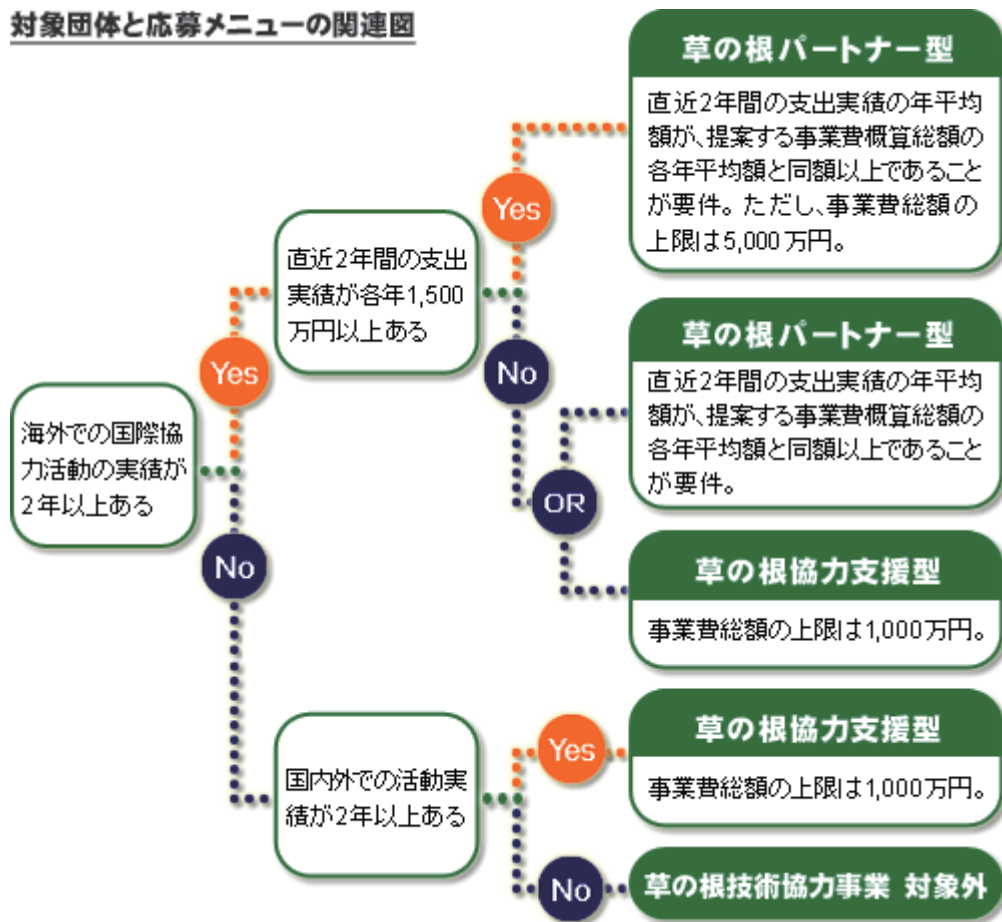 対象団体と応募メニューの関連図
海外での国際協
力活動の実績が
2年以上ある
Yes
No
直近2年間の支出
実績が各年1,500
万円以上ある
Yes
No
OR
草の根パートナー型
直近2年間の支出実績の年平均
額が、提案する事業費概算総額の
各年平均額と同額以上であること
が要件。ただし、事業費総額の
上限は5,000万円。
草の根パートナー型
直近2年間の支出実績の年平均
額が、提案する事業費概算総額の
各年平均額と同額以上であること
が要件。
草の根協力支援型
事業費総額の上限は1,000万円。
国内外での活動実
績が2年以上ある
Yes
No
草の根協力支援型
事業費総額の上限は1,000万円。
草の根技術協力事業 対象外